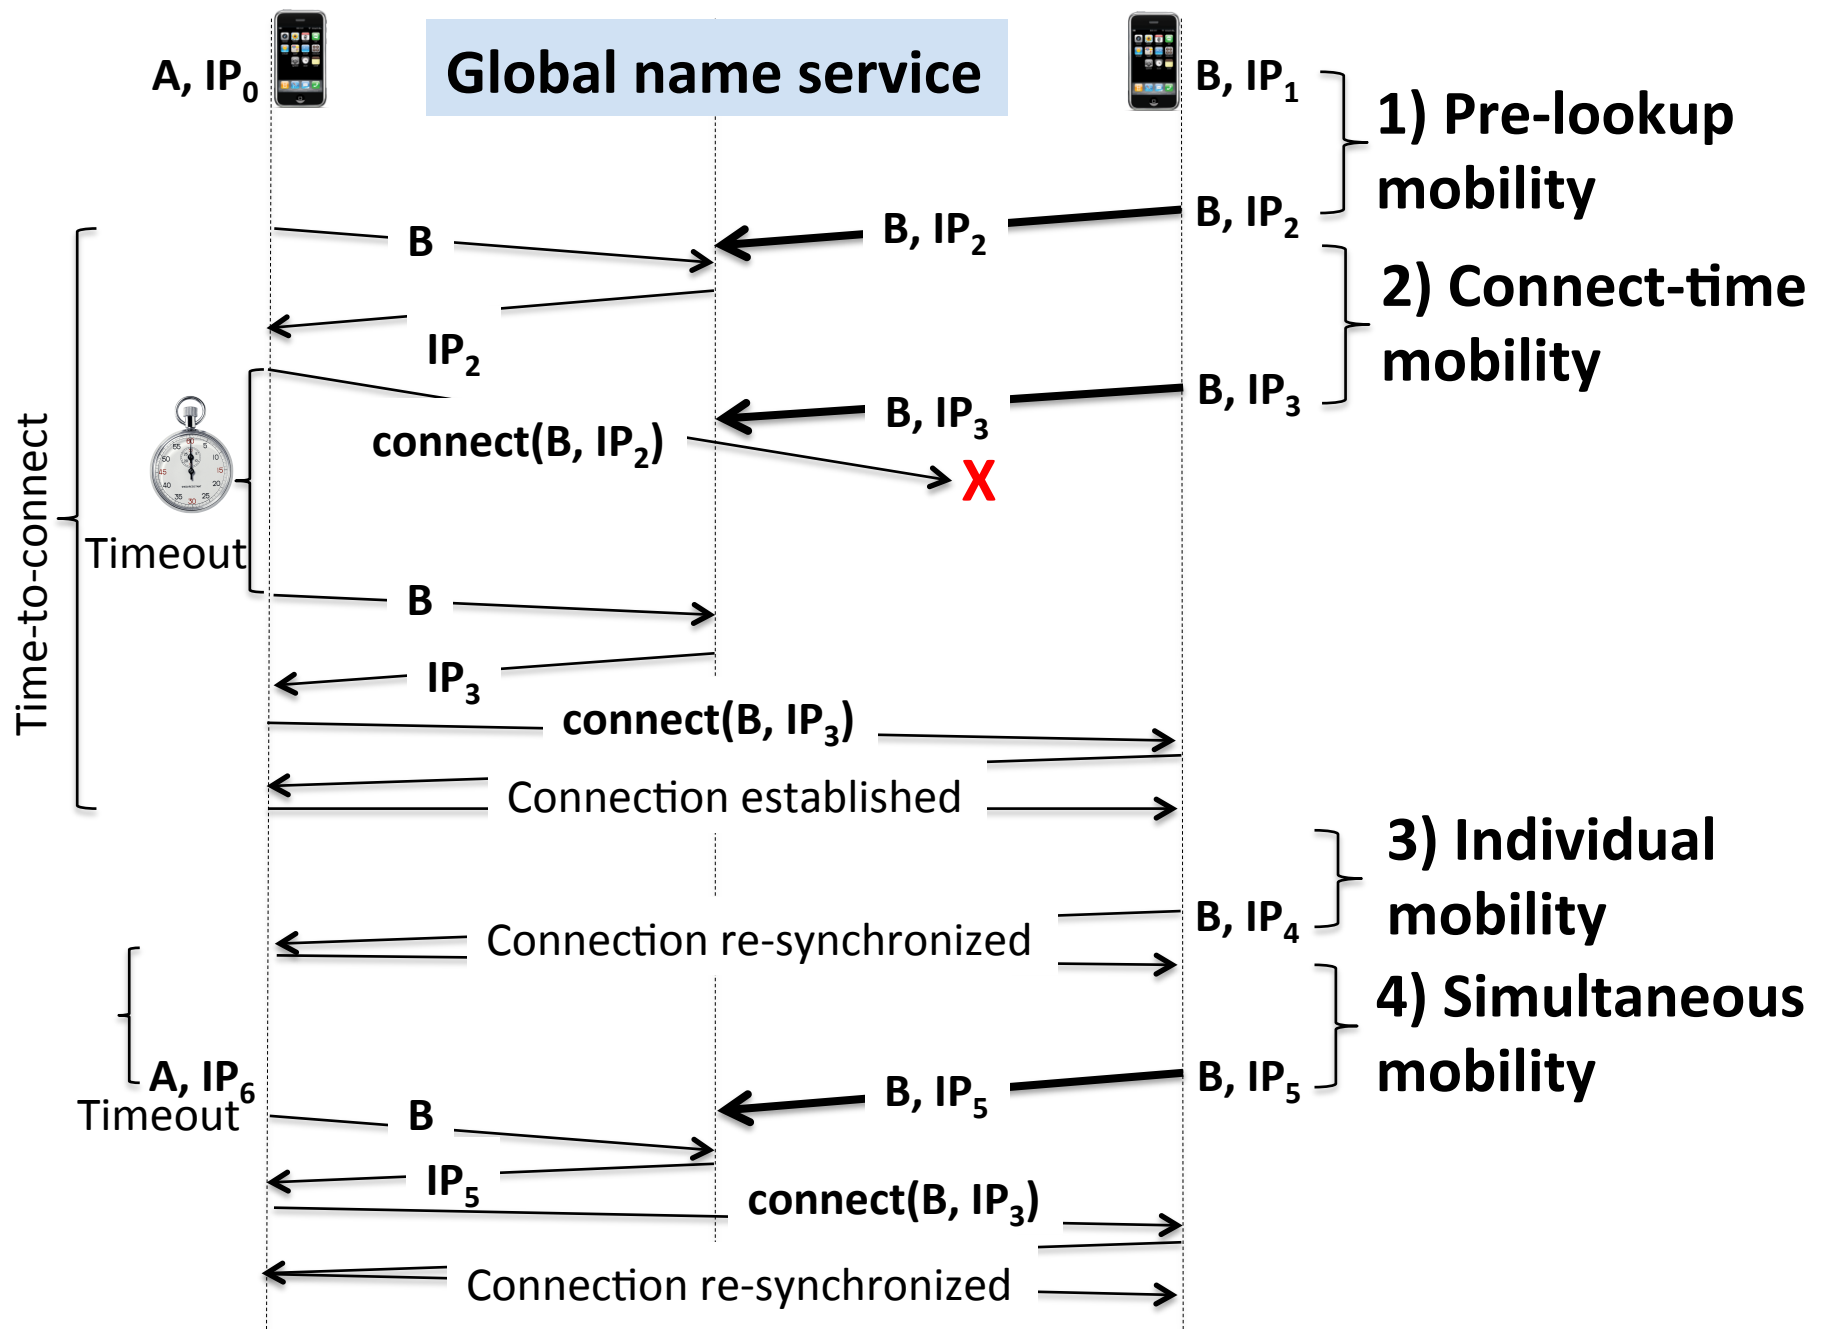 A, IP0
Global name service
B, IP1
1) Pre-lookup
mobility
B, IP2
B, IP2
B
2) Connect-time
mobility
IP2
B, IP3
B, IP3
connect(B, IP2)
X
Time-to-connect
Timeout
B
IP3
connect(B, IP3)
Connection established
3) Individual
mobility
B, IP4
Connection re-synchronized
4) Simultaneous
mobility
A, IP6
B, IP5
B, IP5
Timeout
B
IP5
connect(B, IP3)
Connection re-synchronized